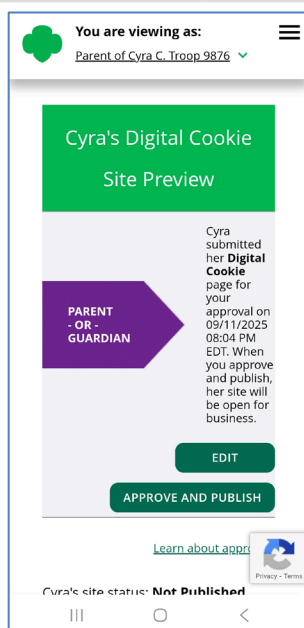 You are viewing as:
Parent of Cyra C. Troop 9876
Cyra's Digital Cookie
Site Preview
PARENT
- OR -
GUARDIAN
Cyra
submitted
her Digital
Cookie
page for
your
approval on
09/11/2025
08:04 PM
EDT. When
you approve
and publish,
her site will
be open for
business.
EDIT
APPROVE AND PUBLISH
Learn about appro
Privacy - Terms
Cyra's site status: Not Published